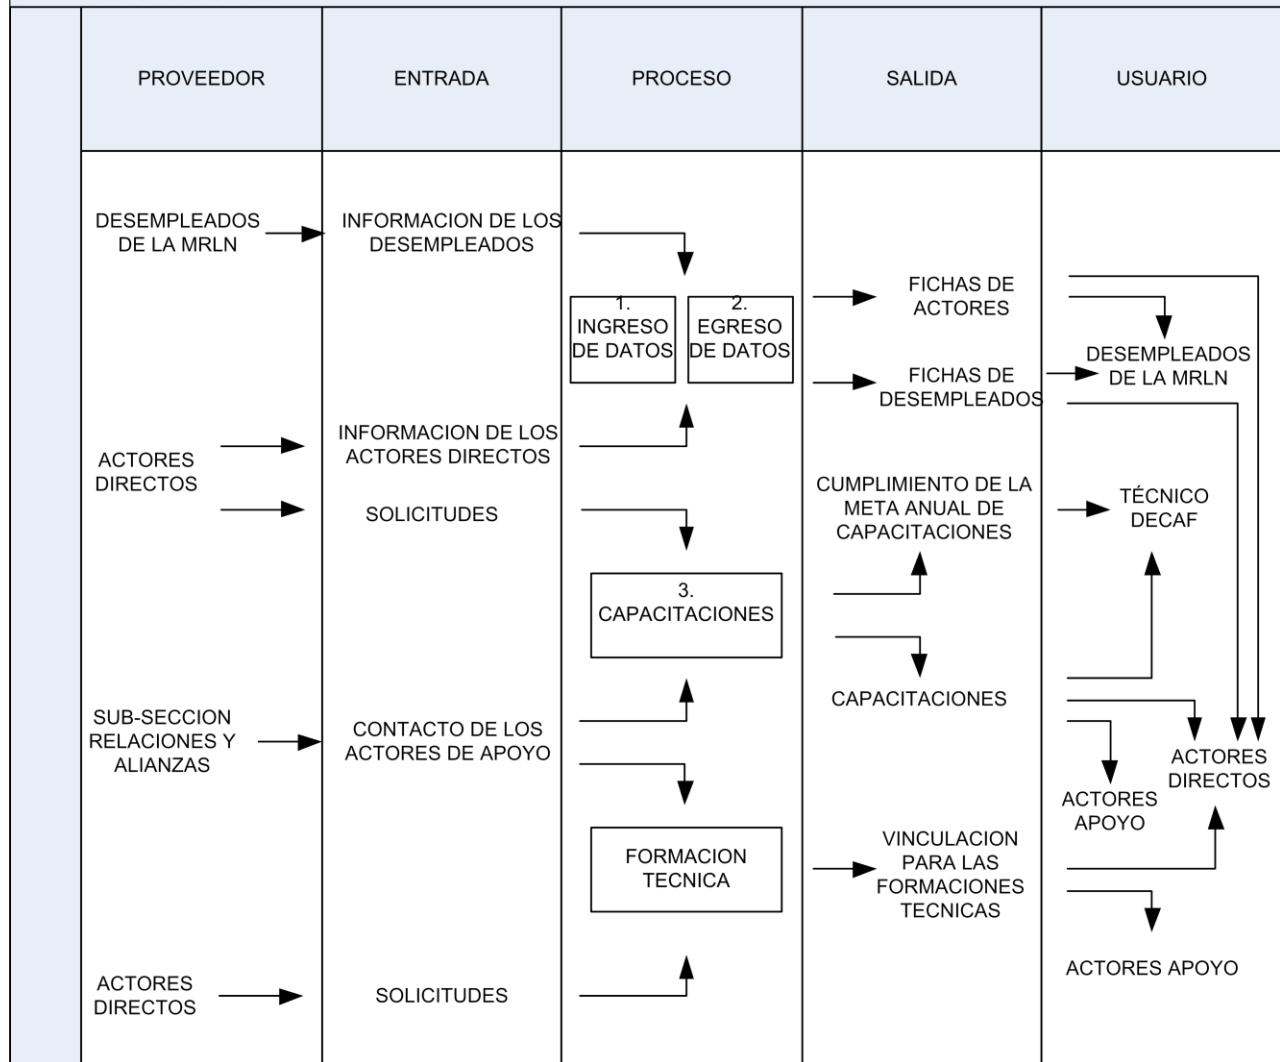 PROVEEDOR
ENTRADA
PROCESO
SALIDA
USUARIO
DESEMPLEADOS
DE LA MRLN
INFORMACION DE LOS
DESEMPLEADOS
1.
INGRESO
DE DATOS
2.
EGRESO
DE DATOS
FICHAS DE
ACTORES
FICHAS DE
DESEMPLEADOS
DESEMPLEADOS
DE LA MRLN
ACTORES
DIRECTOS
INFORMACION DE LOS
ACTORES DIRECTOS
SOLICITUDES
CUMPLIMIENTO DE LA
META ANUAL DE
CAPACITACIONES
TÉCNICO
DECAF
3.
CAPACITACIONES
CAPACITACIONES
SUB-SECCION
RELACIONES Y
ALIANZAS
CONTACTO DE LOS
ACTORES DE APOYO
ACTORES
DIRECTOS
ACTORES
APOYO
FORMACION
TECNICA
VINCULACION
PARA LAS
FORMACIONES
TECNICAS
ACTORES APOYO
ACTORES
DIRECTOS
SOLICITUDES